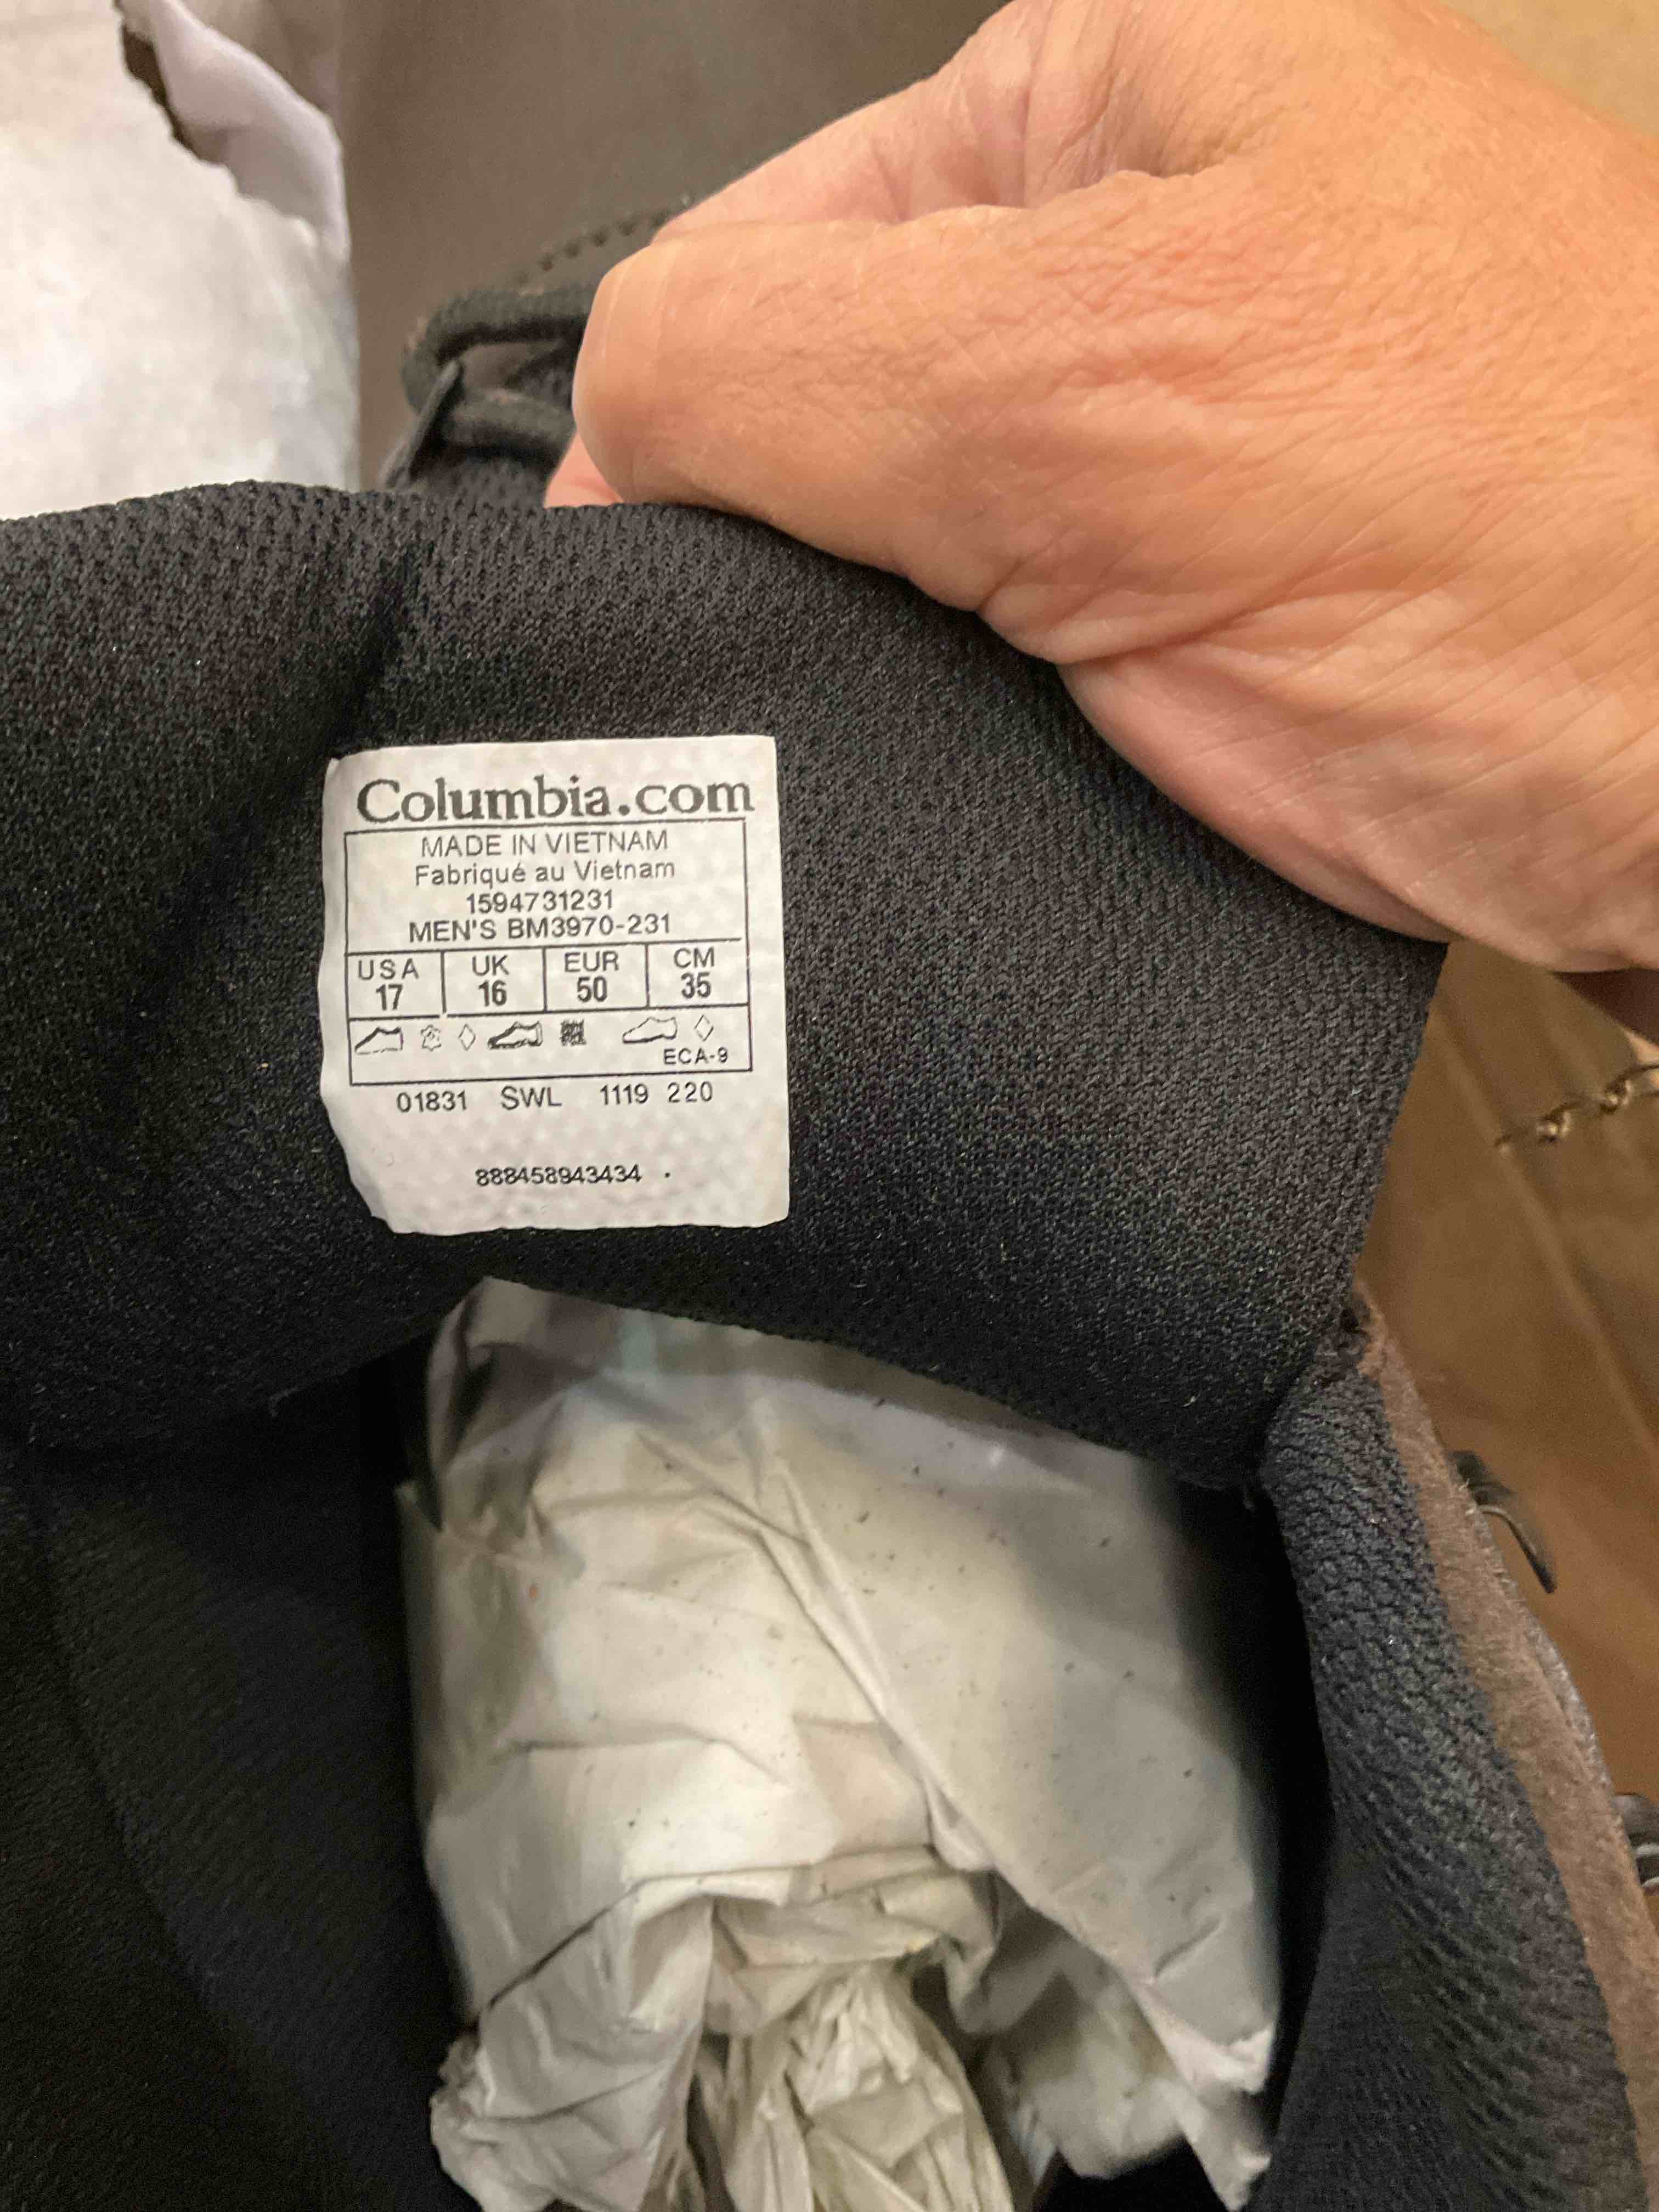 Columbia.com
MADE IN VIETNAM
Fabriqué au Vietnam
1594731231
MEN'S BM3970-231
USA UK EUR CM
17 16 50 35
ECA-9
01831 SWL 1119 220
888458943434 .